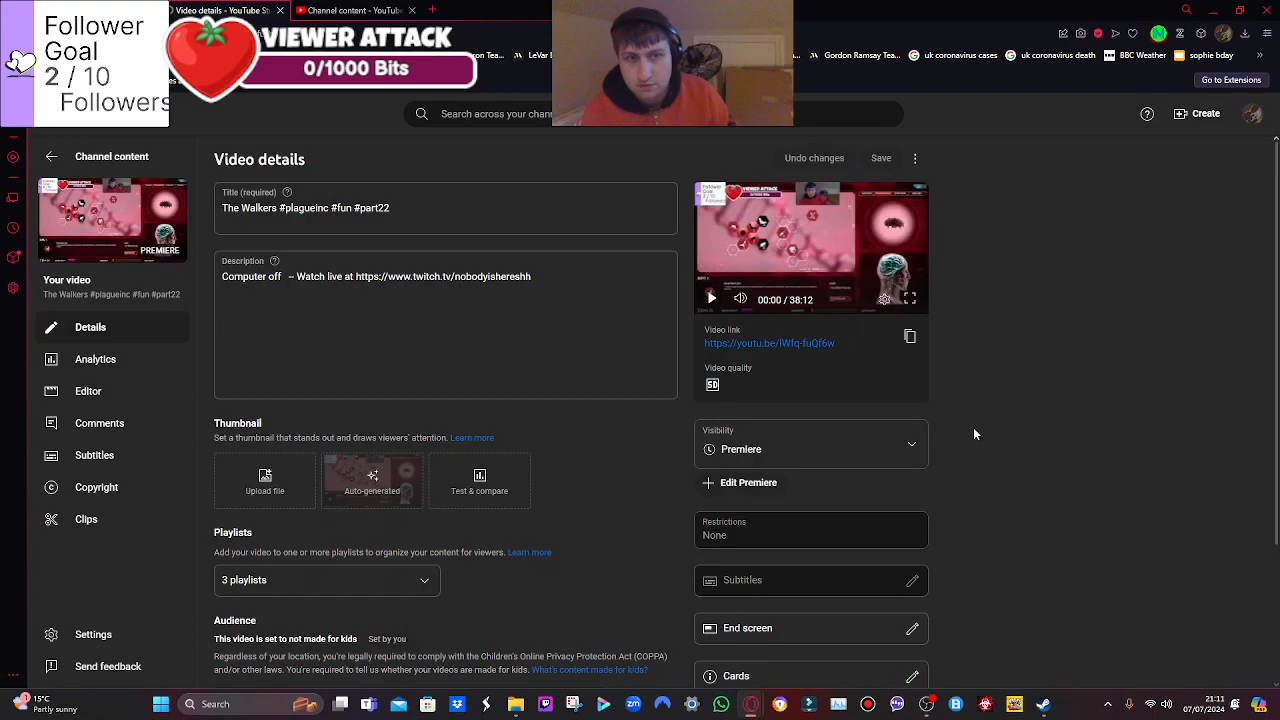 Video details - YouTube St
Channel content - YouTube
Follower
Goal
2 / 10
Followers
VIEWER ATTACK
0/1000 Bits
Ramsay Te...
uk coronavirus
uk coronavirus
BBC Weather
Sophie blake -
Go to Extensions
Search across your chann
Create
Channel content
PREMIERE
Your video
The Walkers #plagueinc #fun #part22
Details
Analytics
Editor
Comments
Subtitles
Copyright
Clips
Settings
Send feedback
Video details
Undo changes
Save
Title (required)
The Walkers #plagueinc #fun #part22
Description
Computer off – Watch live at https://www.twitch.tv/nobodyishereshh
Thumbnail
Set a thumbnail that stands out and draws viewers' attention. Learn more
Upload file
Auto-generated
Test & compare
Playlists
Add your video to one or more playlists to organize your content for viewers. Learn more
3 playlists
Audience
This video is set to not made for kids Set by you
Regardless of your location, you're legally required to comply with the Children's Online Privacy Protection Act (COPPA)
and/or other laws. You're required to tell us whether your videos are made for kids. What's content made for kids?
00:00 / 38:12
Video link
https://youtu.be/lWfq-fuQf6w
Video quality
SD
Visibility
Premiere
Edit Premiere
Restrictions
None
Subtitles
End screen
Cards
15°C
Partly sunny
Search
21:11
07/07/2024